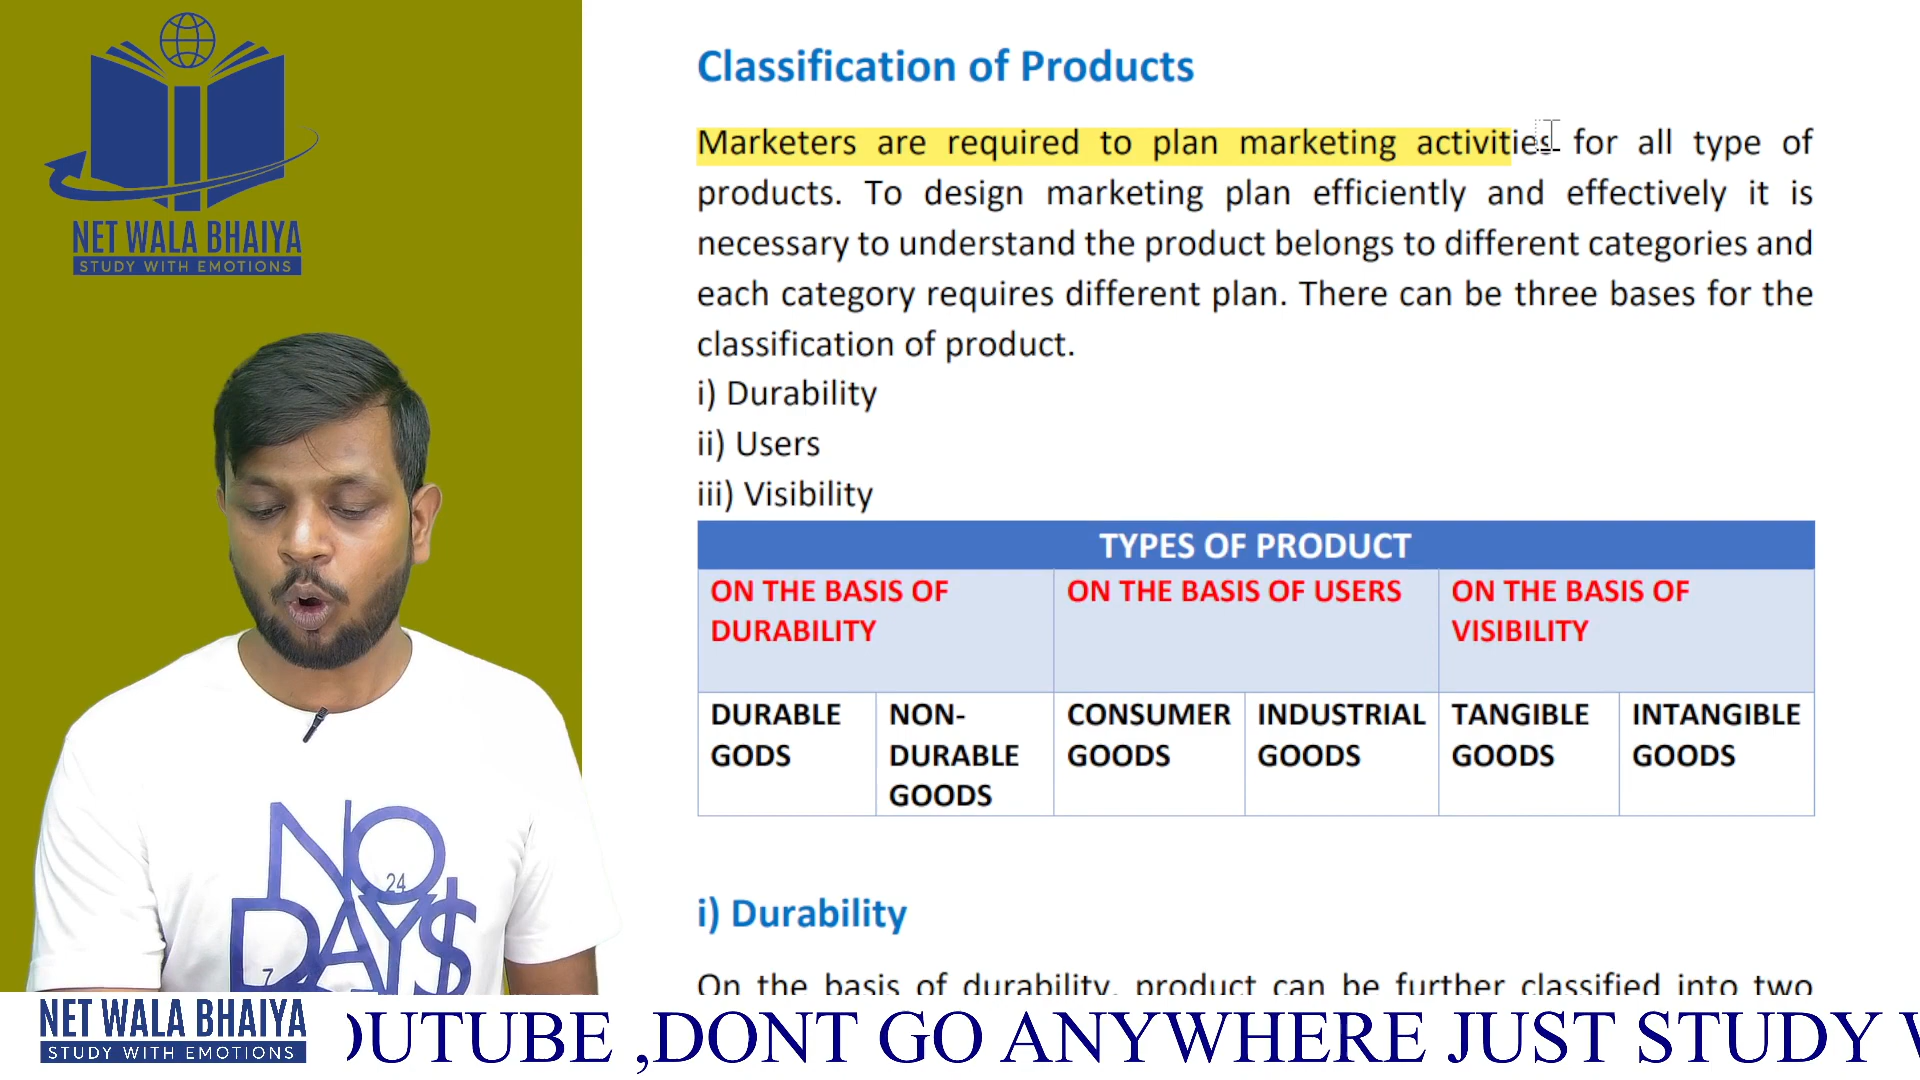 NET WALA BHAIYA
STUDY WITH EMOTIONS
Classification of Products
Marketers are required to plan marketing activities for all type of
products. To design marketing plan efficiently and effectively it is
necessary to understand the product belongs to different categories and
each category requires different plan. There can be three bases for the
classification of product.
i) Durability
ii) Users
iii) Visibility
TYPES OF PRODUCT
ON THE BASIS OF
DURABILITY
ON THE BASIS OF USERS
ON THE BASIS OF
VISIBILITY
DURABLE
GODS
NON-
DURABLE
GOODS
CONSUMER
GOODS
INDUSTRIAL
GOODS
TANGIBLE
GOODS
INTANGIBLE
GOODS
i) Durability
On the basis of durability, product can be further classified into two
NO
24
DAY$
7
NET WALA BHAIYA
STUDY WITH EMOTIONS
OUTUBE ,DONT GO ANYWHERE JUST STUDY